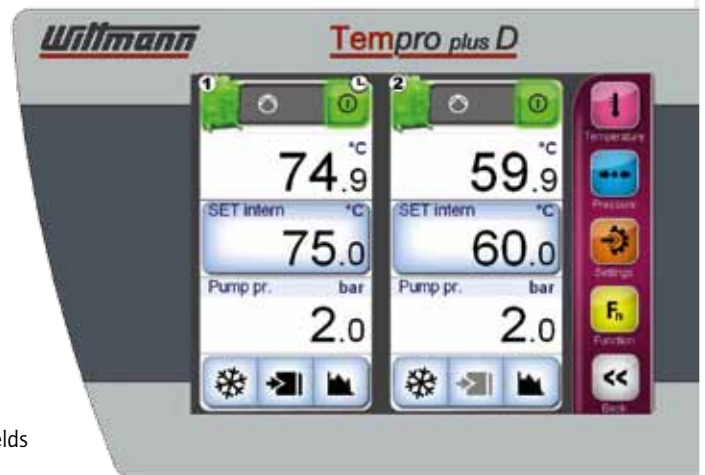 Wittmann
Tempro plus D
1
2
°C
74.9
°C
59.9
SET intern °C
75.0
SET intern °C
60.0
Pump pr. bar
2.0
Pump pr. bar
2.0
Temperature
Pressure
Settings
Fn
Function
<<
Back
elds